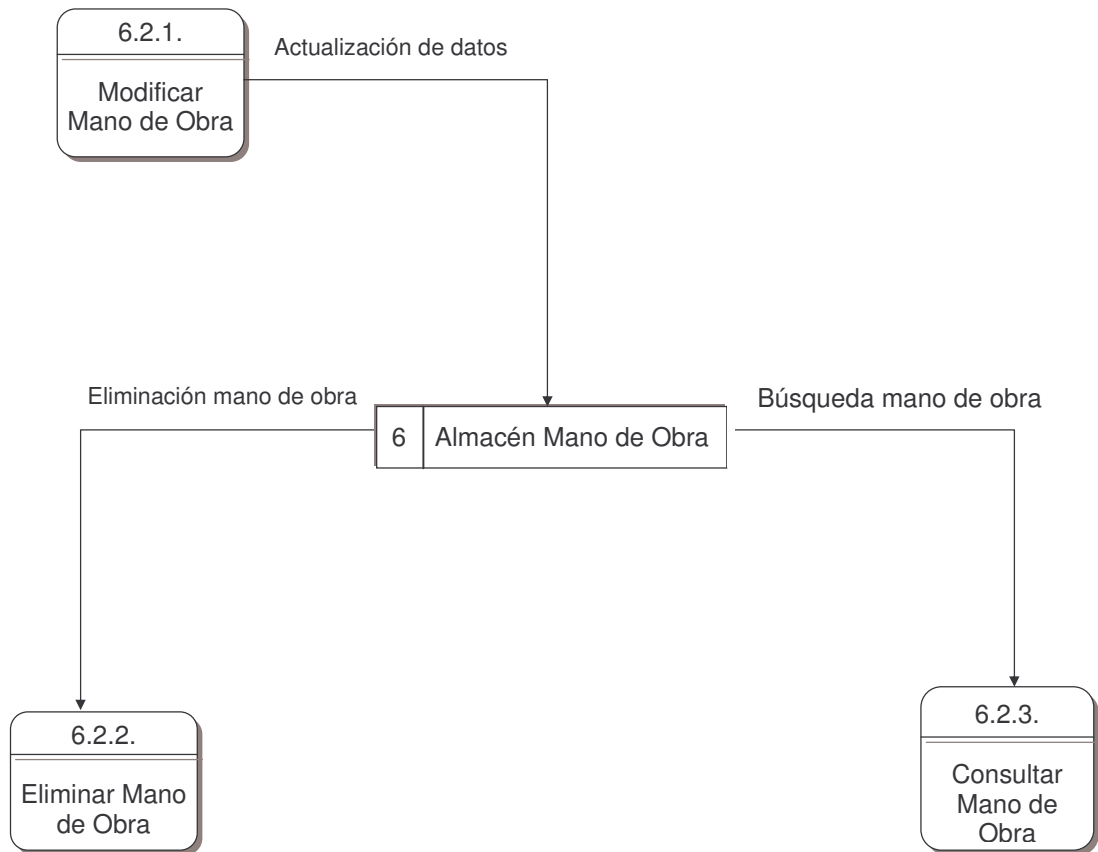 6.2.1.
Modificar
Mano de Obra
Actualización de datos
Eliminación mano de obra
6
Almacén Mano de Obra
Búsqueda mano de obra
6.2.2.
Eliminar Mano
de Obra
6.2.3.
Consultar
Mano de
Obra